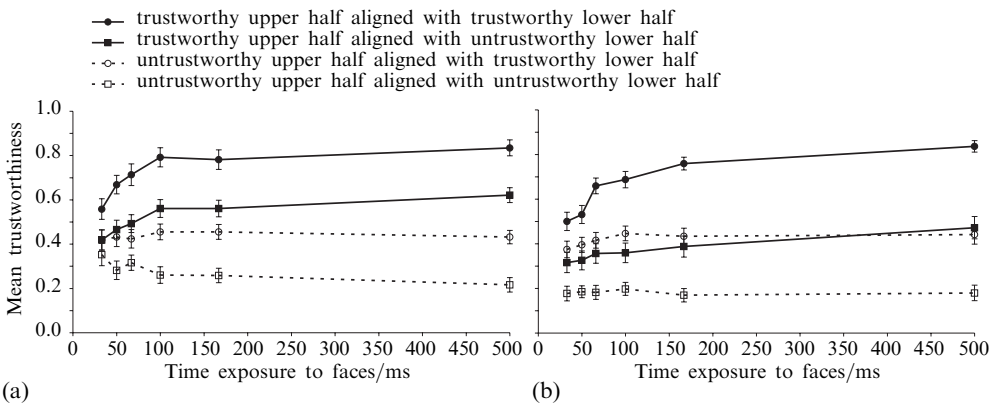 trustworthy upper half aligned with trustworthy lower half
trustworthy upper half aligned with untrustworthy lower half
untrustworthy upper half aligned with trustworthy lower half
untrustworthy upper half aligned with untrustworthy lower half
Mean trustworthiness
1.0
0.8
0.6
0.4
0.2
0.0
0 50 100 150 200 250 300 350 400 450 500
Time exposure to faces/ms
(a)
0 50 100 150 200 250 300 350 400 450 500
Time exposure to faces/ms
(b)